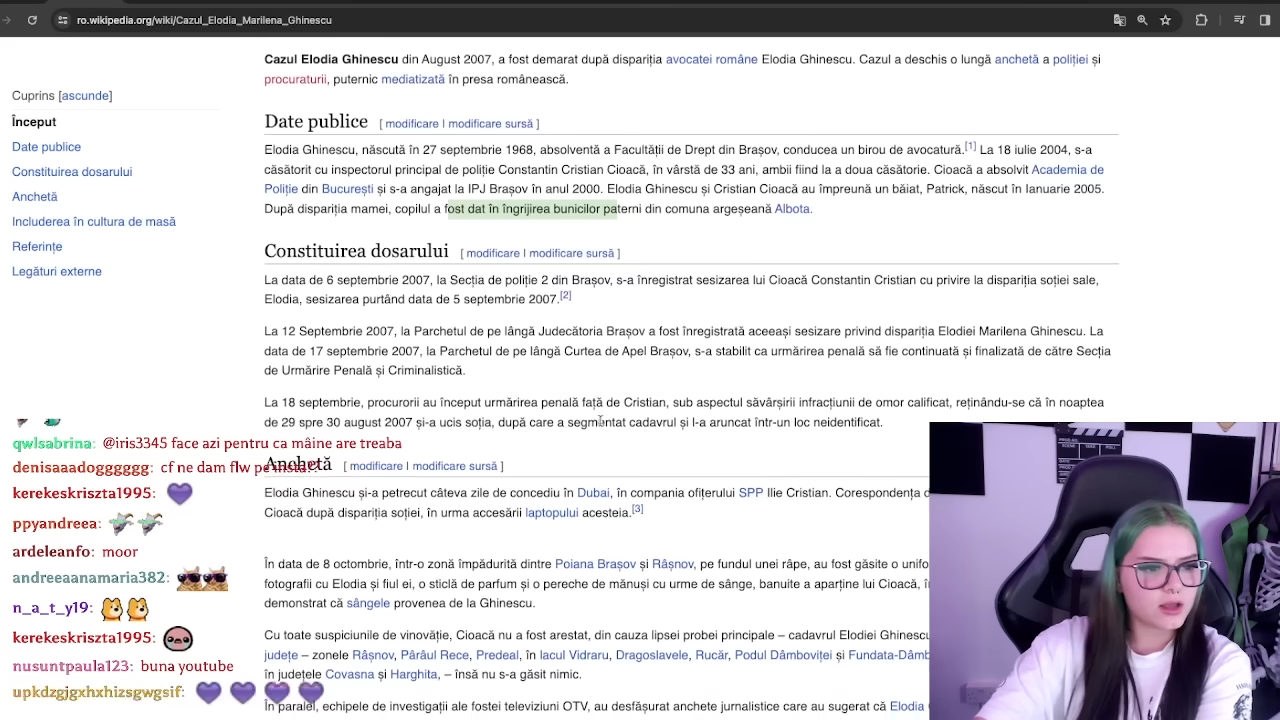 ro.wikipedia.org/wiki/Cazul_Elodia_Marilena_Ghinescu
Cazul Elodia Ghinescu din August 2007, a fost demarat după dispariția avocatei române Elodia Ghinescu. Cazul a deschis o lungă anchetă a poliției și
procuraturii, puternic mediatizată în presa românească.
Cuprins [ascunde]
Început
Date publice
Constituirea dosarului
Anchetă
Includerea în cultura de masă
Referințe
Legături externe
Date publice [ modificare | modificare sursă ]
Elodia Ghinescu, născută în 27 septembrie 1968, absolventă a Facultății de Drept din Brașov, conducea un birou de avocatură.[1] La 18 iulie 2004, s-a
căsătorit cu inspectorul principal de poliție Constantin Cristian Cioacă, în vârstă de 33 ani, ambii fiind la a doua căsătorie. Cioacă a absolvit Academia de
Poliție din București și s-a angajat la IPJ Brașov în anul 2000. Elodia Ghinescu și Cristian Cioacă au împreună un băiat, Patrick, născut în Ianuarie 2005.
După dispariția mamei, copilul a fost dat în îngrijirea bunicilor paterni din comuna argeșeană Albota.
Constituirea dosarului [ modificare | modificare sursă ]
La data de 6 septembrie 2007, la Secția de poliție 2 din Brașov, s-a înregistrat sesizarea lui Cioacă Constantin Cristian cu privire la dispariția soției sale,
Elodia, sesizarea purtând data de 5 septembrie 2007.[2]
La 12 Septembrie 2007, la Parchetul de pe lângă Judecătoria Brașov a fost înregistrată aceeași sesizare privind dispariția Elodiei Marilena Ghinescu. La
data de 17 septembrie 2007, la Parchetul de pe lângă Curtea de Apel Brașov, s-a stabilit ca urmărirea penală să fie continuată și finalizată de către Secția
de Urmărire Penală și Criminalistică.
La 18 septembrie, procurorii au început urmărirea penală față de Cristian, sub aspectul săvârșirii infracțiunii de omor calificat, reținându-se că în noaptea
de 29 spre 30 august 2007 și-a ucis soția, după care a segmentat cadavrul și l-a aruncat într-un loc neidentificat.
Anchetă [ modificare | modificare sursă ]
Elodia Ghinescu și-a petrecut câteva zile de concediu în Dubai, în compania ofițerului SPP Ilie Cristian. Corespondența
Cioacă după dispariția soției, în urma accesării laptopului acesteia.[3]
În data de 8 octombrie, într-o zonă împădurită dintre Poiana Brașov și Râșnov, pe fundul unei râpe, au fost găsite o
fotografii cu Elodia și fiul ei, o sticlă de parfum și o pereche de mănuși cu urme de sânge, banuite a aparține lui Cioacă,
demonstrat că sângele provenea de la Ghinescu.
Cu toate suspiciunile de vinovăție, Cioacă nu a fost arestat, din cauza lipsei probei principale – cadavrul Elodiei Ghinescu
județe – zonele Râșnov, Pârâul Rece, Predeal, în lacul Vidraru, Dragoslavele, Rucăr, Podul Dâmboviței și
în județele Covasna și Harghita, – însă nu s-a găsit nimic.
În paralel, echipele de investigații ale fostei televiziuni OTV, au desfășurat anchete jurnalistice care au sugerat că Elodia
qwlsabrina: @iris3345 face azi pentru ca mâine are treaba
denisaaadogggggg: cf ne dam flw pe
kerekeskriszta1995:
ppyandreea:
ardeleanfo: moor
andreeaanamaria382:
n_a_t_y19:
kerekeskriszta1995:
nusuntpaula123: buna youtube
upkdzgjgxhxhizsgwgsif: